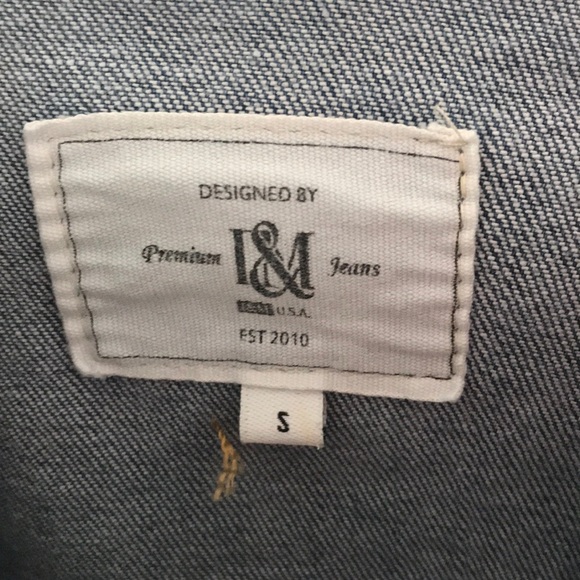 DESIGNED BY
Premium I&M Jeans
U.S.A.
EST 2010
S